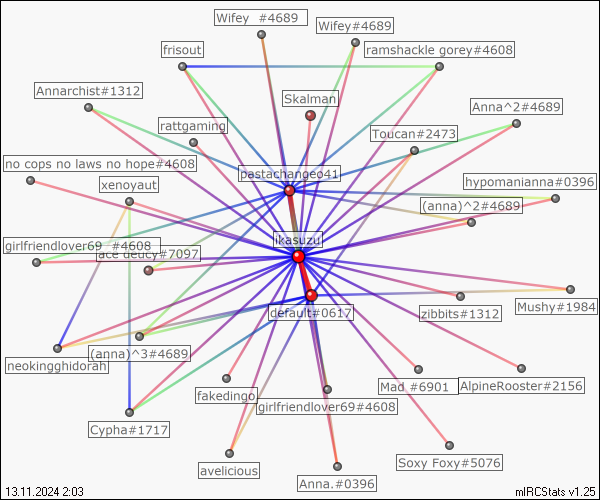 Wifey  #4689
Wifey#4689
frisout
ramshackle gorey#4608
Annarchist#1312
Skalman
Anna^2#4689
rattgaming
Toucan#2473
no cops no laws no hope#4608
pastachangeo41
xenoyaut
hypomanianna#0396
(anna)^2#4689
ikasuzu
girlfriendlover69  #4608
ace deucy#7097
Mushy#1984
default#0617
zibbits#1312
neokingghidorah
(anna)^3#4689
Mad #6901
AlpineRooster#2156
fakedingo
girlfriendlover69#4608
Cypha#1717
avelicious
Soxy Foxy#5076
Anna.#0396
13.11.2024 2:03
mIRCStats v1.25